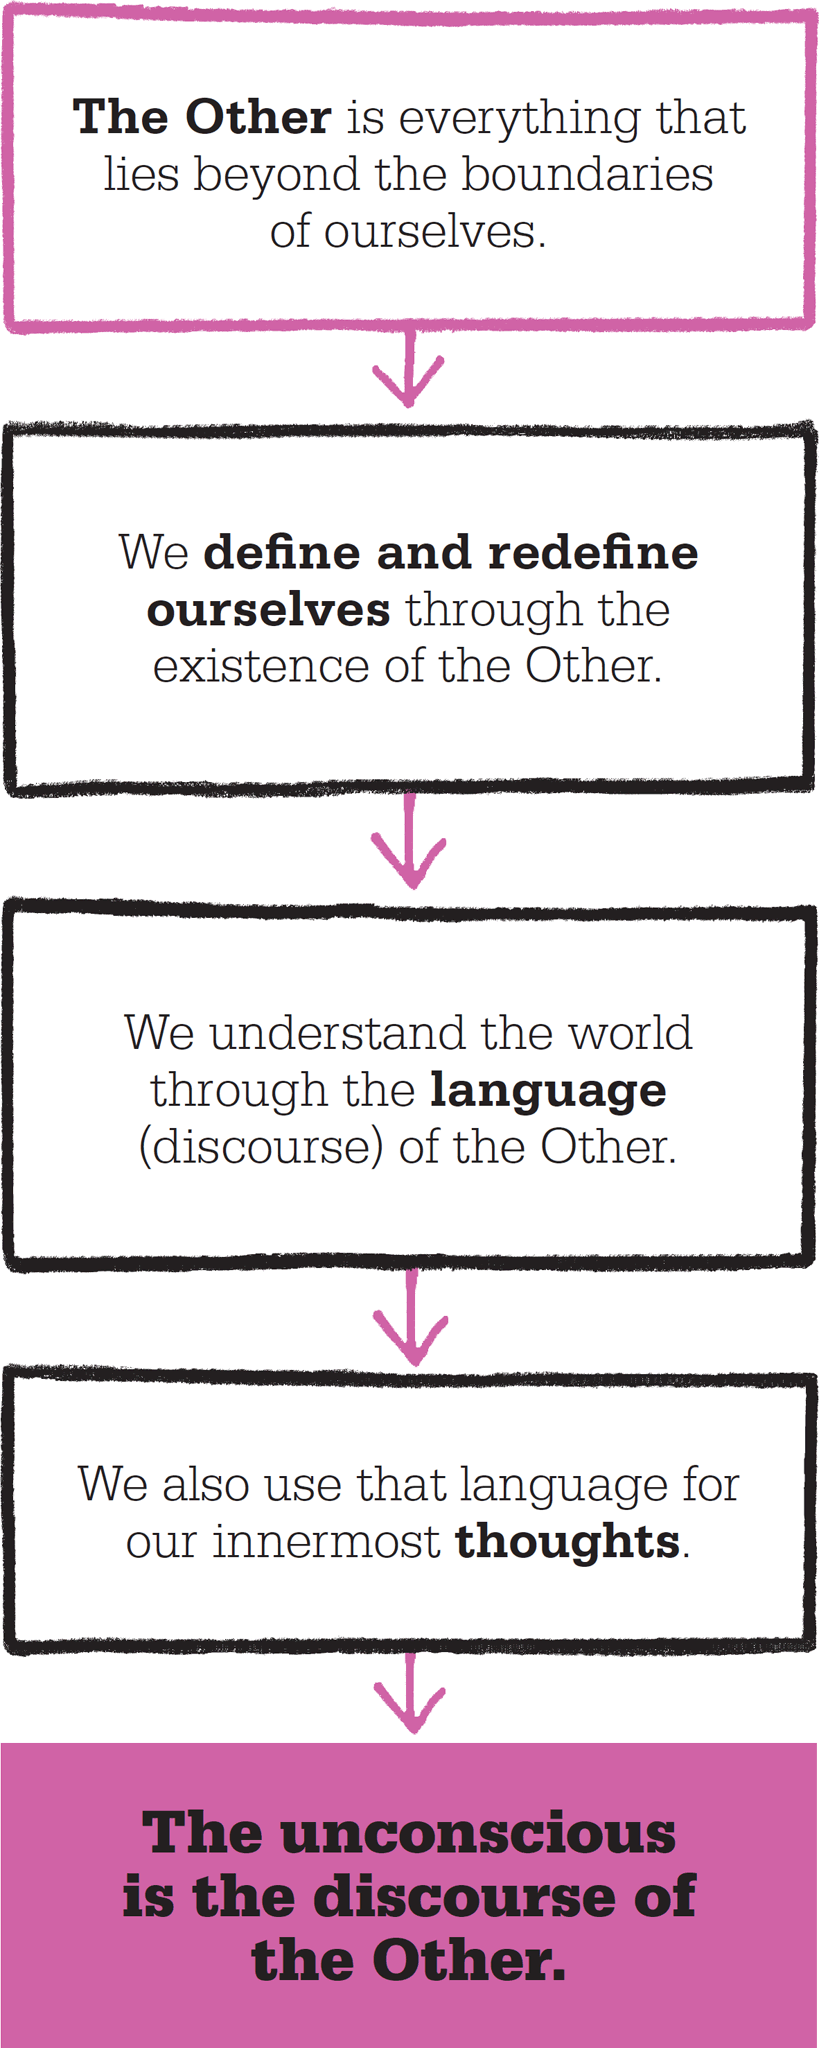 The Other is everything that
lies beyond the boundaries
of ourselves.
We define and redefine
ourselves through the
existence of the Other.
We understand the world
through the language
(discourse) of the Other.
We also use that language for
our innermost thoughts.
The unconscious
is the discourse of
the Other.